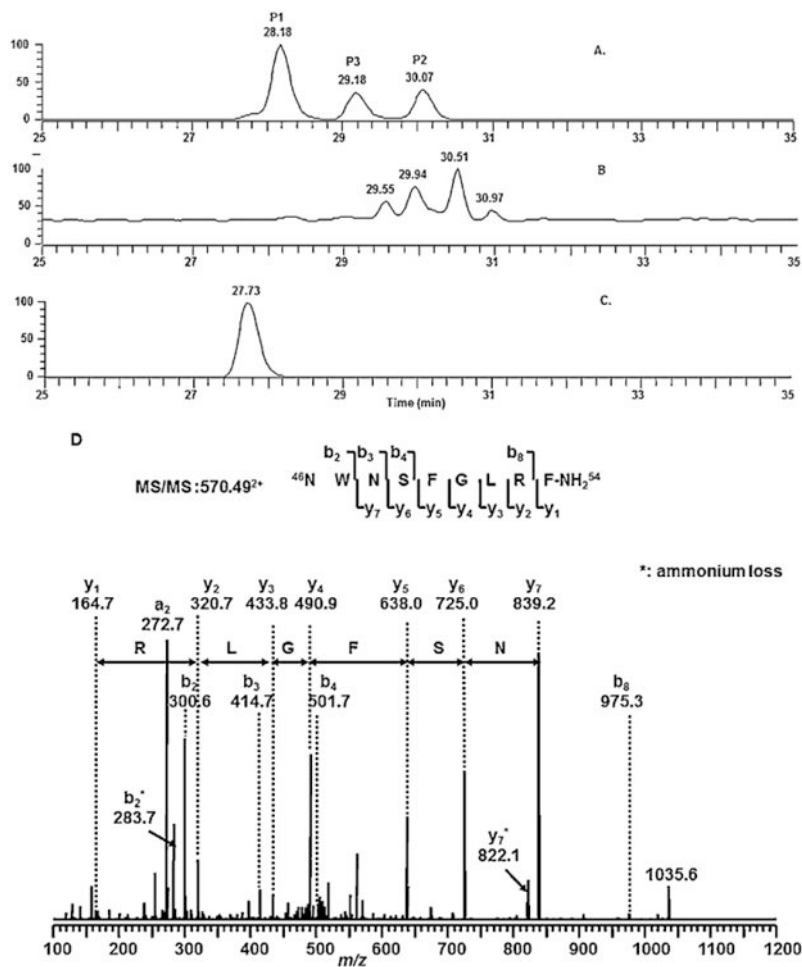 P1
28.18
P3
29.18
P2
30.07
A.
100
50
0
25 27 29 31 33 35
B
30.51
29.94
29.55
30.97
100
50
0
25 27 29 31 33 35
C.
27.73
100
50
0
25 27 29 31 33 35
Time (min)
D
b2 b3 b4 b8
MS/MS :570.49²⁺ ⁴⁶N W N S F G L R F-NH₂⁵⁴
y7 y6 y5 y4 y3 y2 y1
*: ammonium loss
y1 y2 y3 y4 y5 y6 y7
164.7 a2 320.7 433.8 490.9 638.0 725.0 839.2
272.7
R L G F S N
b2 b3 b4 b8
300.6 414.7 501.7 975.3
b2*
283.7
y7*
822.1
1035.6
100 200 300 400 500 600 700 800 900 1000 1100 1200
m/z